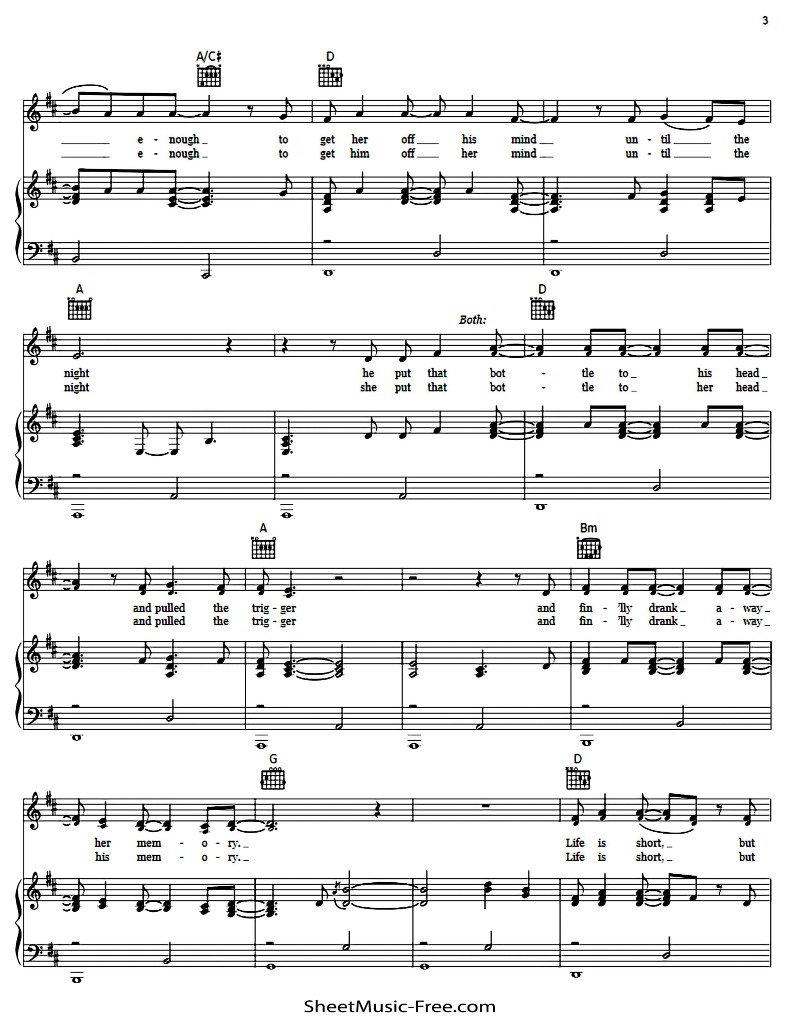 3
A/C♯ D
e - nough to get her off his mind un - til the
e - nough to get him off her mind un - til the
A D
Both:
night he put that bot - tle to his head
night she put that bot - tle to her head
A Bm
and pulled the trig - ger and fin - 'lly drank a - way
and pulled the trig - ger and fin - 'lly drank a - way
G D
her mem - o - ry. Life is short, but
his mem - o - ry. Life is short, but
SheetMusic-Free.com